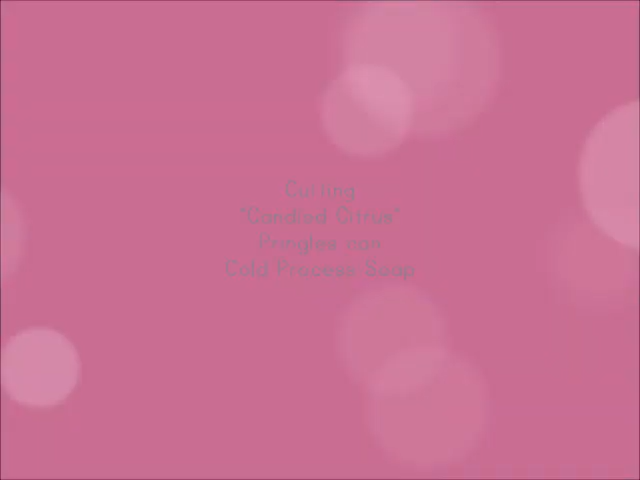 Cutting
"Candied Citrus"
Pringles can
Cold Process Soap